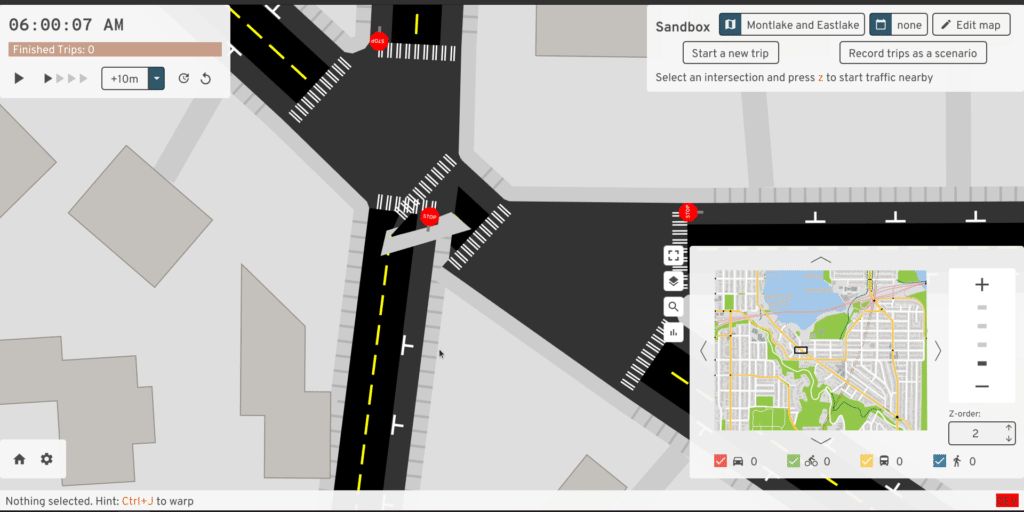 06:00:07 AM
Finished Trips: 0
+10m
Sandbox
Montlake and Eastlake
none
Edit map
Start a new trip
Record trips as a scenario
Select an intersection and press z to start traffic nearby
STOP
STOP
STOP
Z-order:
2
0
0
0
0
Nothing selected. Hint: Ctrl+J to warp